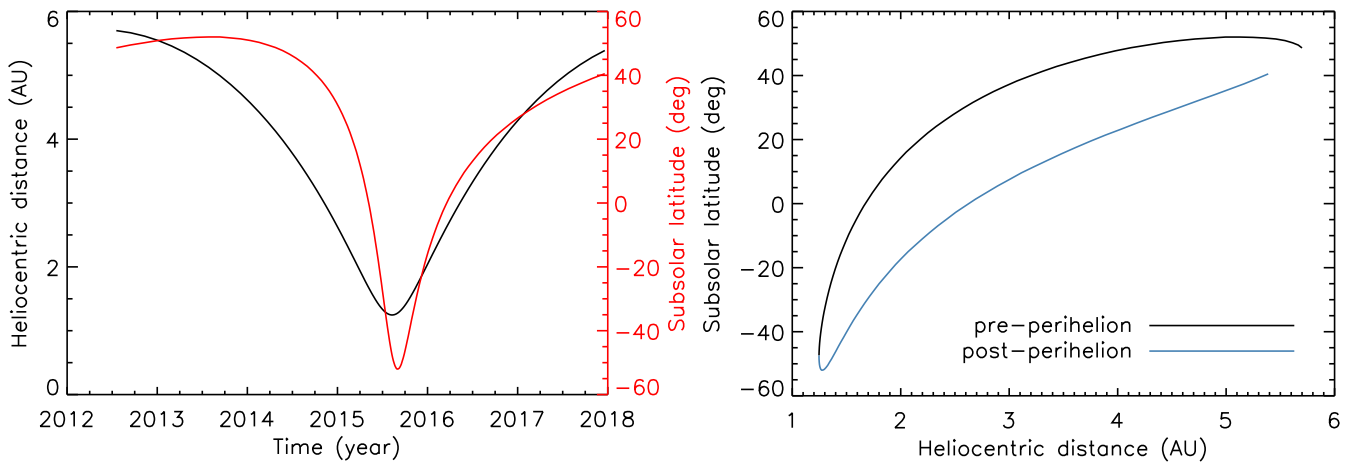 Heliocentric distance (AU)
6
4
2
0
2012 2013 2014 2015 2016 2017 2018
Time (year)
60
40
20
0
−20
−40
−60
Subsolar latitude (deg)
Subsolar latitude (deg)
60
40
20
0
−20
−40
−60
pre−perihelion
post−perihelion
1 2 3 4 5 6
Heliocentric distance (AU)